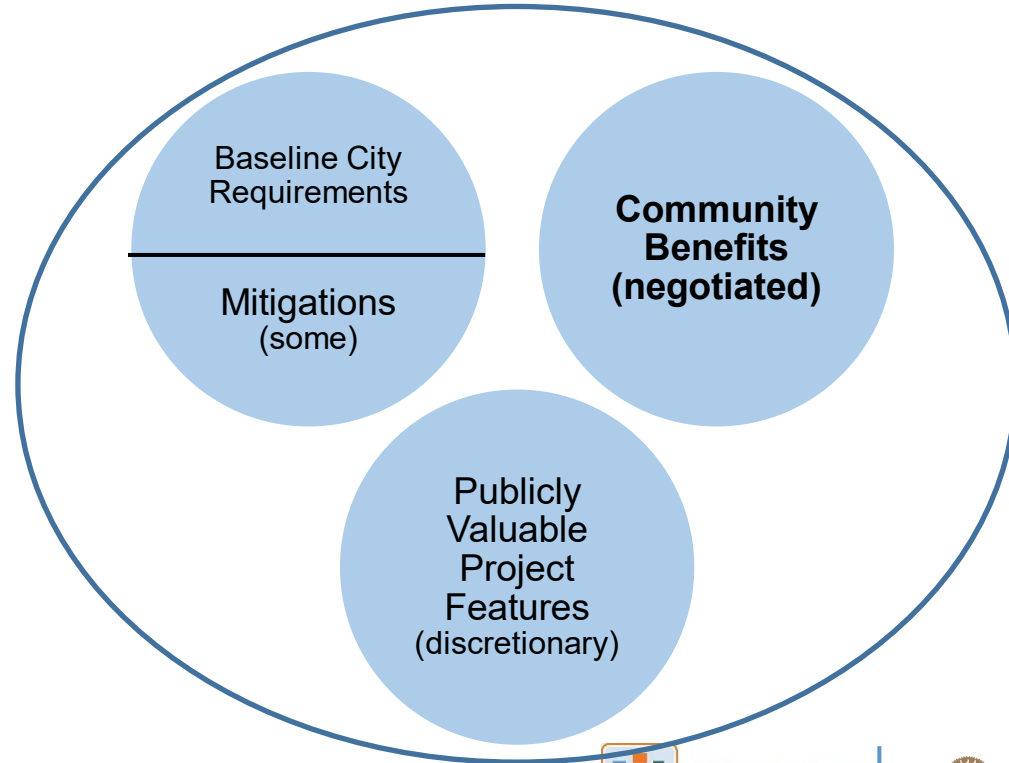 Baseline City
Requirements
Mitigations
(some)
Community
Benefits
(negotiated)
Publicly
Valuable
Project
Features
(discretionary)